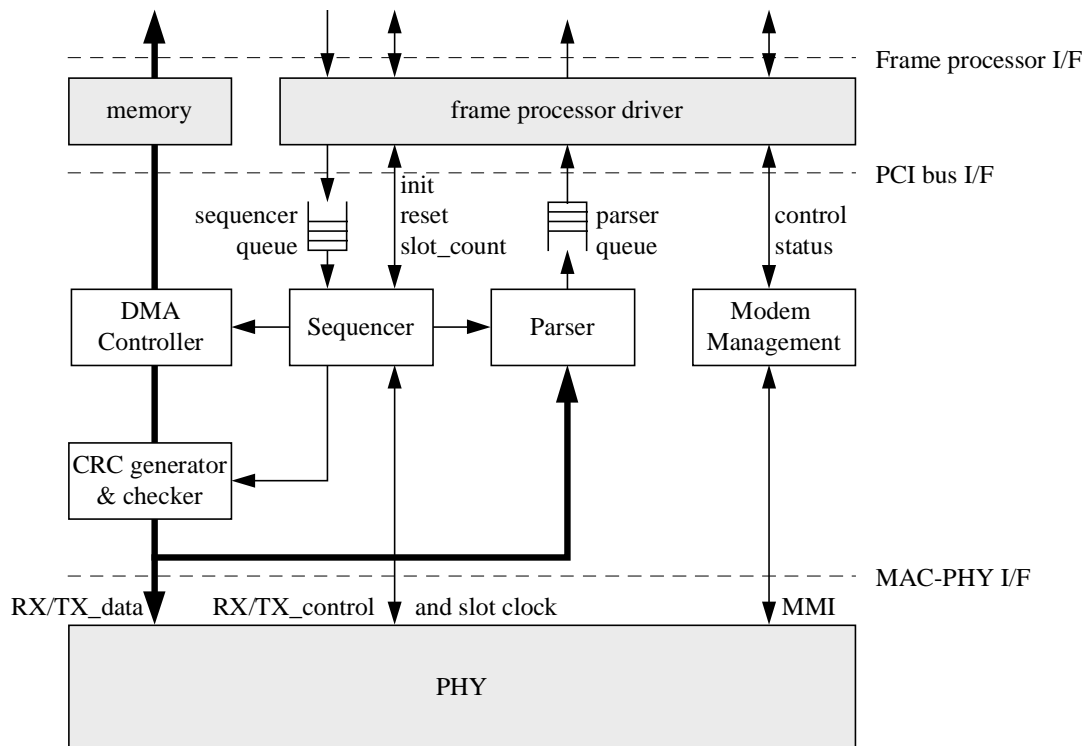 Frame processor I/F
memory
frame processor driver
PCI bus I/F
init
reset
slot_count
sequencer
queue
parser
queue
control
status
DMA
Controller
Sequencer
Parser
Modem
Management
CRC generator
& checker
MAC-PHY I/F
RX/TX_data
RX/TX_control
and slot clock
MMI
PHY